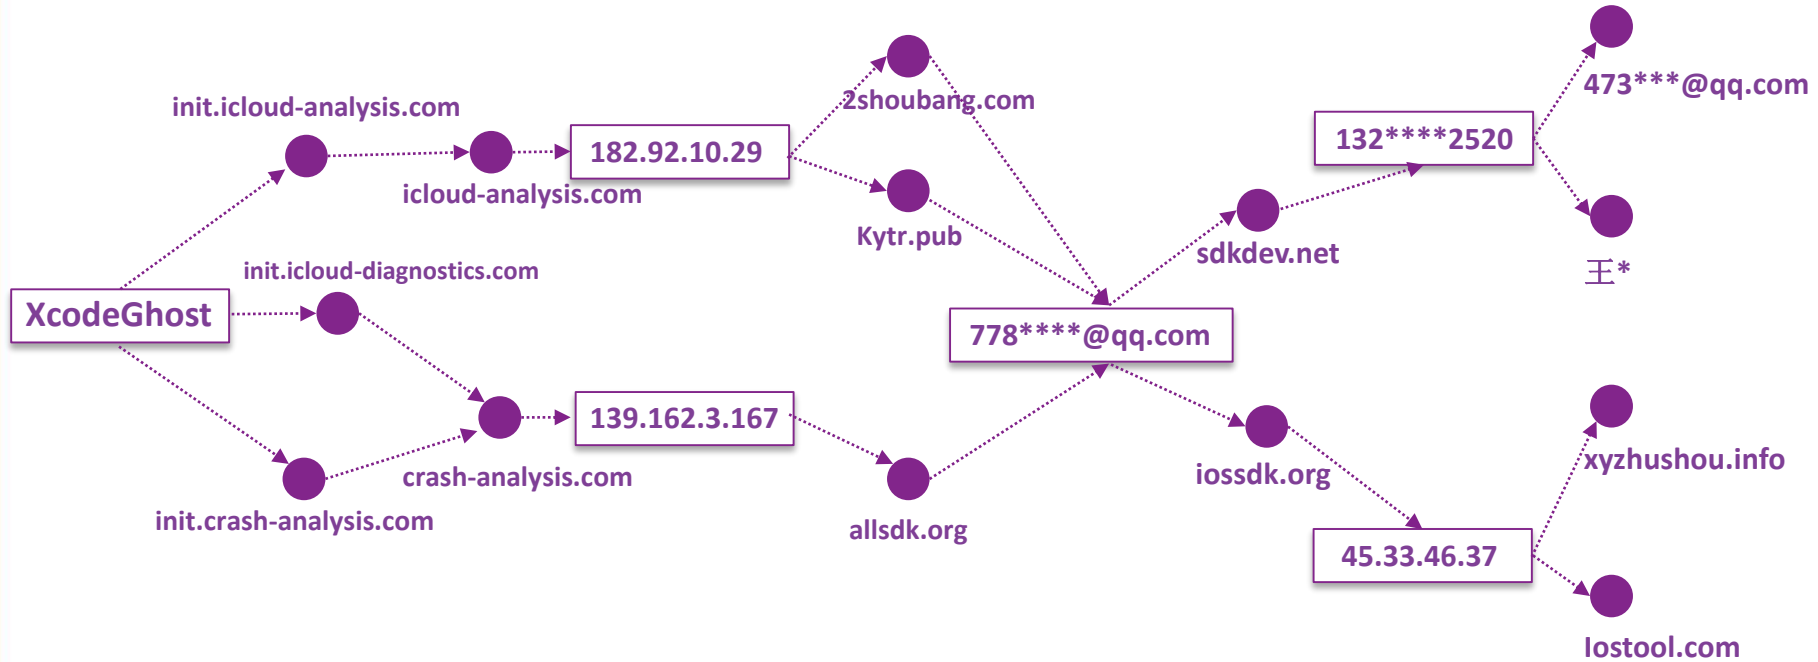 473***@qq.com
init.icloud-analysis.com
2shoubang.com
132****2520
182.92.10.29
icloud-analysis.com
Kytr.pub
sdkdev.net
王*
init.icloud-diagnostics.com
XcodeGhost
778****@qq.com
139.162.3.167
crash-analysis.com
iossdk.org
xyzhushou.info
init.crash-analysis.com
allsdk.org
45.33.46.37
Iostool.com